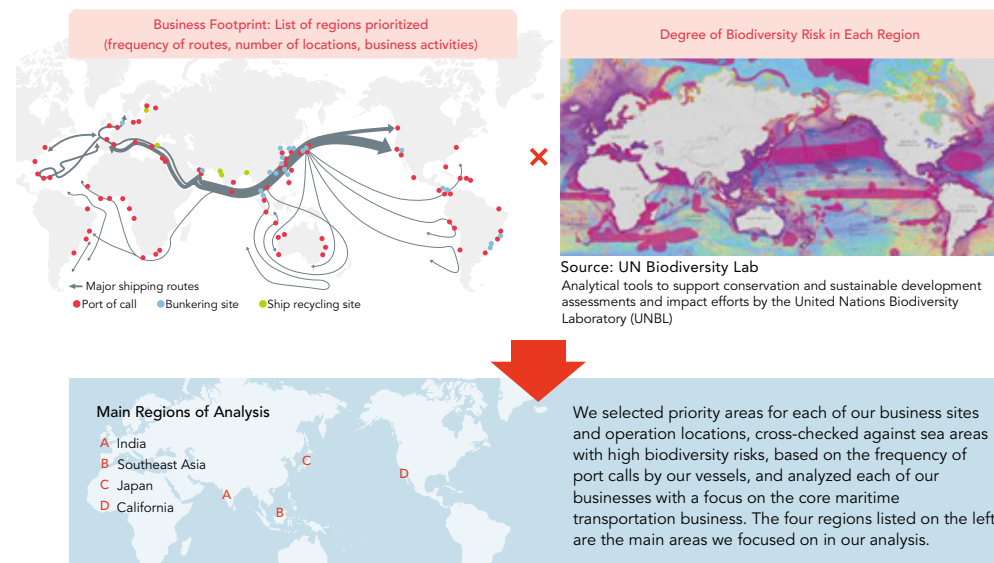 Business Footprint: List of regions prioritized
(frequency of routes, number of locations, business activities)
Degree of Biodiversity Risk in Each Region
Major shipping routes
Port of call
Bunkering site
Ship recycling site
Source: UN Biodiversity Lab
Analytical tools to support conservation and sustainable development
assessments and impact efforts by the United Nations Biodiversity
Laboratory (UNBL)
Main Regions of Analysis
A India
B Southeast Asia
C Japan
D California
A
B
C
D
We selected priority areas for each of our business sites
and operation locations, cross-checked against sea areas
with high biodiversity risks, based on the frequency of
port calls by our vessels, and analyzed each of our
businesses with a focus on the core maritime
transportation business. The four regions listed on the left
are the main areas we focused on in our analysis.